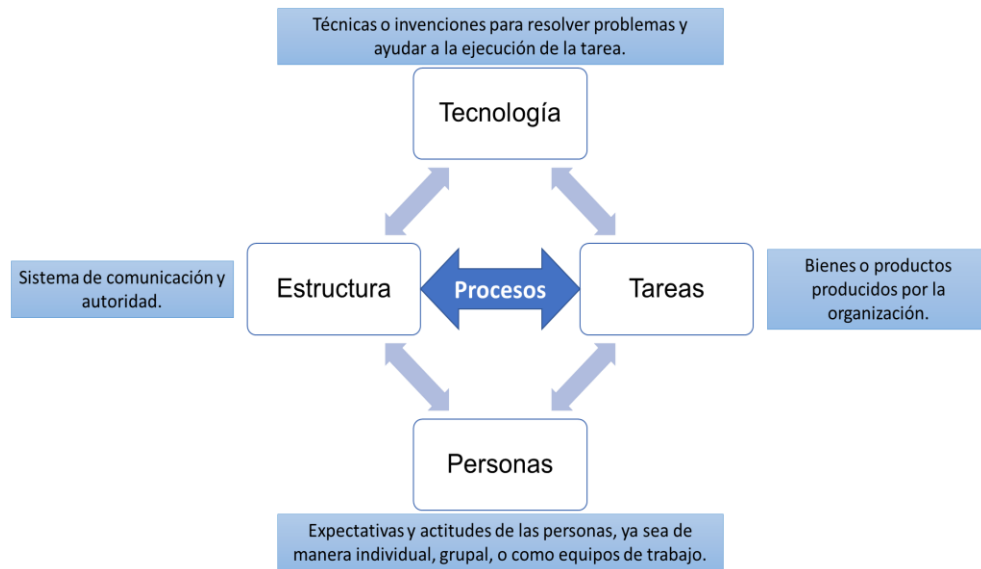 Técnicas o invenciones para resolver problemas y
ayudar a la ejecución de la tarea.
Tecnología
Sistema de comunicación y
autoridad.
Estructura
Procesos
Tareas
Bienes o productos
producidos por la
organización.
Personas
Expectativas y actitudes de las personas, ya sea de
manera individual, grupal, o como equipos de trabajo.